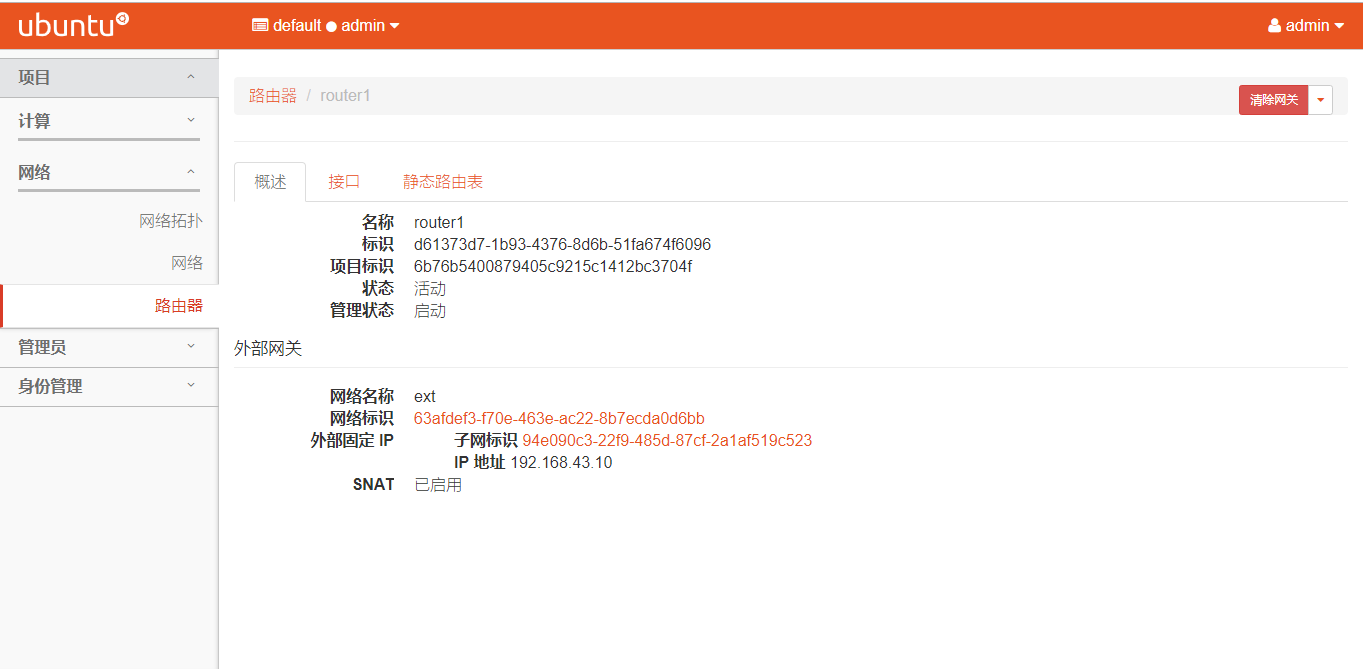 ubuntu
default ● admin
admin
项目
计算
网络
网络拓扑
网络
路由器
管理员
身份管理
路由器 / router1
清除网关
概述 接口 静态路由表
名称 router1
标识 d61373d7-1b93-4376-8d6b-51fa674f6096
项目标识 6b76b5400879405c9215c1412bc3704f
状态 活动
管理状态 启动
外部网关
网络名称 ext
网络标识 63afdef3-f70e-463e-ac22-8b7ecda0d6bb
外部固定 IP 子网标识 94e090c3-22f9-485d-87cf-2a1af519c523
IP 地址 192.168.43.10
SNAT 已启用